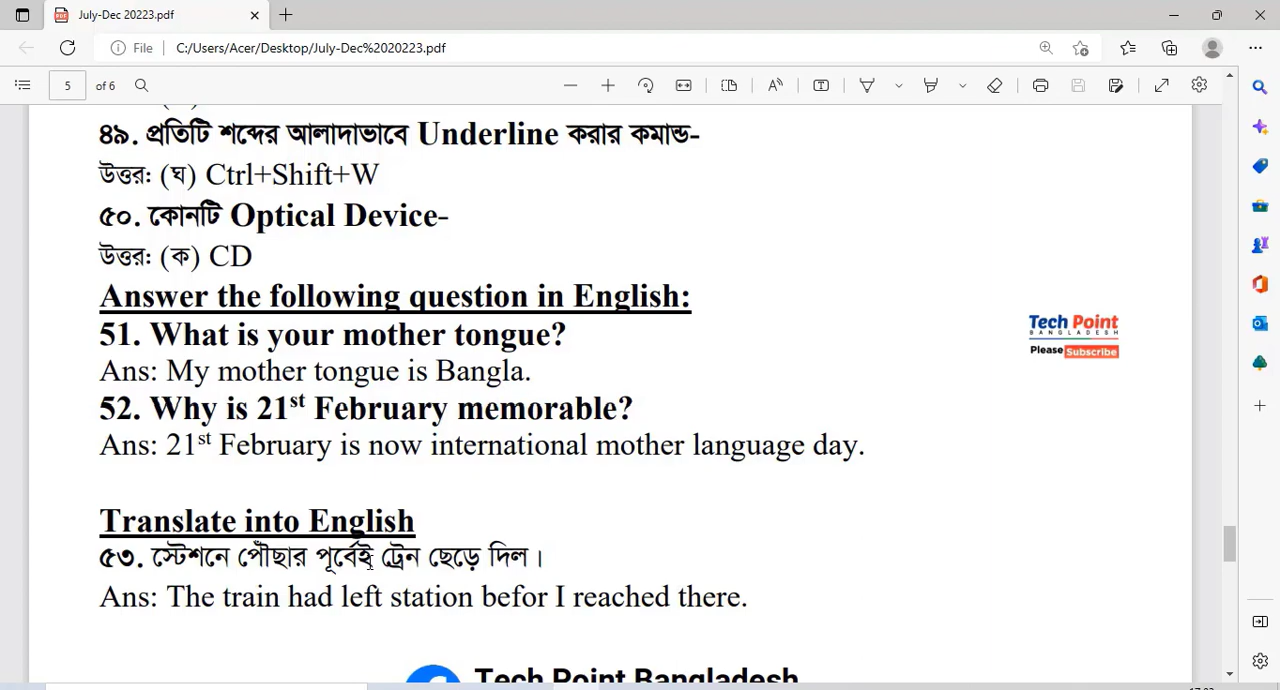 July-Dec 20223.pdf
File C:/Users/Acer/Desktop/July-Dec%2020223.pdf
5 of 6
৪৯. প্রতিটি শব্দের আলাদাভাবে Underline করার কমান্ড-
উত্তরঃ (ঘ) Ctrl+Shift+W
৫০. কোনটি Optical Device-
উত্তরঃ (ক) CD
Answer the following question in English:
51. What is your mother tongue?
Tech Point
BANGLADESH
Please Subscribe
Ans: My mother tongue is Bangla.
52. Why is 21st February memorable?
Ans: 21st February is now international mother language day.
Translate into English
৫৩. স্টেশনে পৌঁছার পূর্বেই ট্রেন ছেড়ে দিল।
Ans: The train had left station befor I reached there.
Tech Point Bangladesh